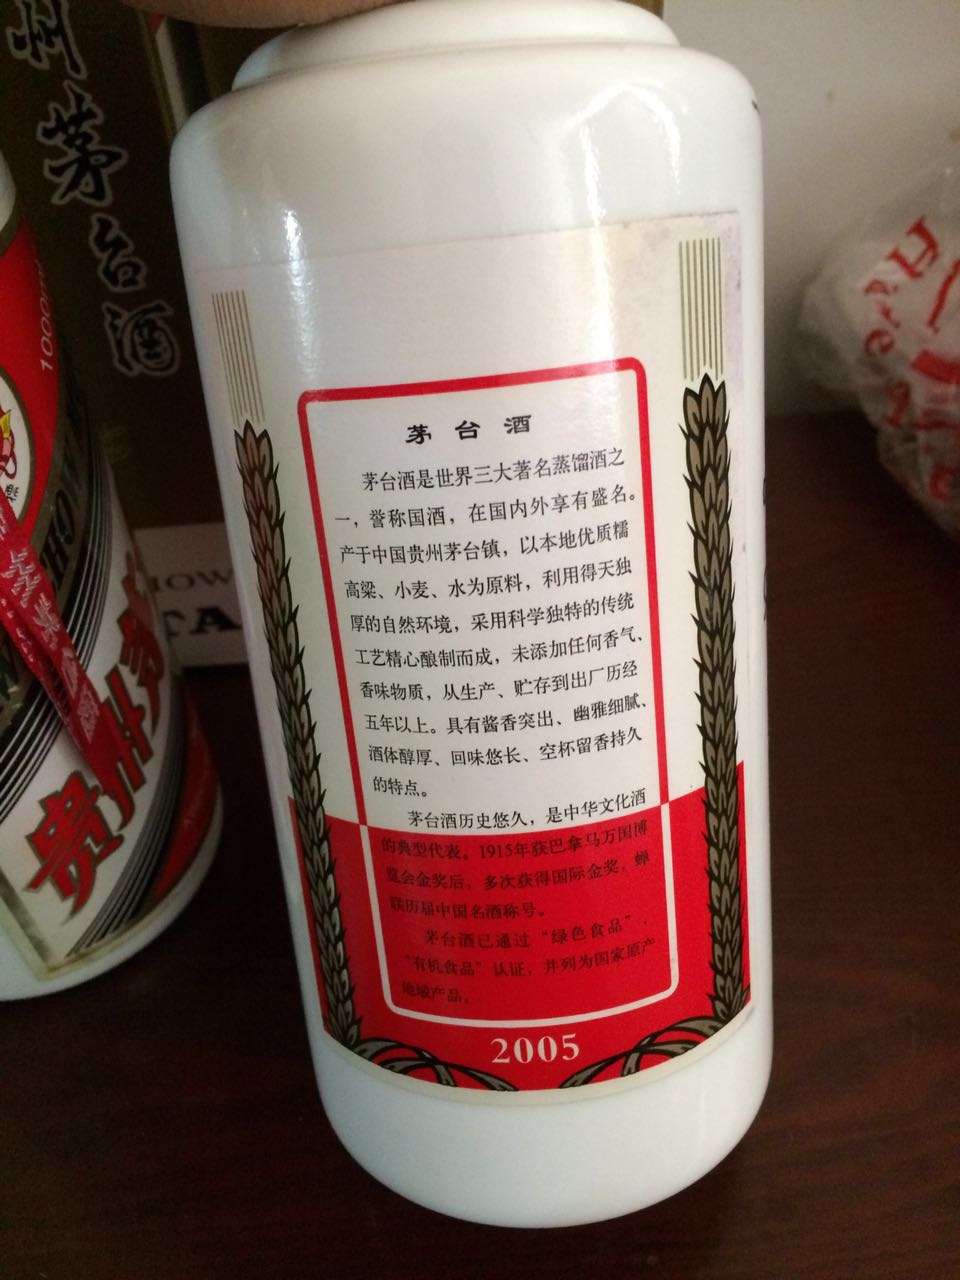 州
茅
台
酒
1000m
HOW
TA
贵州茅
茅台酒
茅台酒是世界三大著名蒸馏酒之
一，誉称国酒，在国内外享有盛名。
产于中国贵州茅台镇，以本地优质糯
高粱、小麦、水为原料，利用得天独
厚的自然环境，采用科学独特的传统
工艺精心酿制而成，未添加任何香气、
香味物质，从生产、贮存到出厂历经
五年以上。具有酱香突出、幽雅细腻、
酒体醇厚、回味悠长、空杯留香持久
的特点。
茅台酒历史悠久，是中华文化酒
的典型代表。1915年获巴拿马万国博
览会金奖后，多次获得国际金奖，蝉
联历届中国名酒称号。
茅台酒已通过“绿色食品”、
“有机食品”认证，并列为国家原产
地域产品。
2005